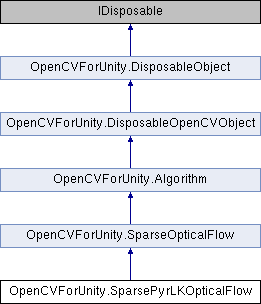 IDisposable
OpenCVForUnity.DisposableObject
OpenCVForUnity.DisposableOpenCVObject
OpenCVForUnity.Algorithm
OpenCVForUnity.SparseOpticalFlow
OpenCVForUnity.SparsePyrLKOpticalFlow